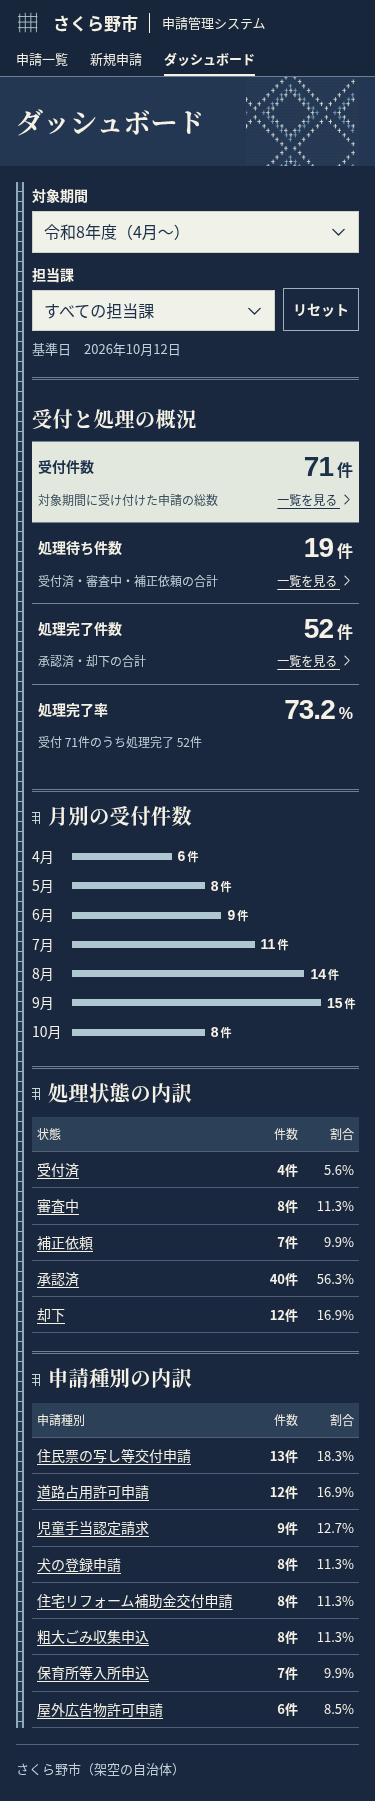 さくら野市 申請管理システム
申請一覧 新規申請 ダッシュボード
ダッシュボード
対象期間
令和8年度（4月〜）
担当課
すべての担当課 リセット
基準日 2026年10月12日
受付と処理の概況
受付件数 71 件
対象期間に受け付けた申請の総数 一覧を見る
処理待ち件数 19 件
受付済・審査中・補正依頼の合計 一覧を見る
処理完了件数 52 件
承認済・却下の合計 一覧を見る
処理完了率 73.2 %
受付 71件のうち処理完了 52件
月別の受付件数
4月 6件
5月 8件
6月 9件
7月 11件
8月 14件
9月 15件
10月 8件
処理状態の内訳
状態 件数 割合
受付済 4件 5.6%
審査中 8件 11.3%
補正依頼 7件 9.9%
承認済 40件 56.3%
却下 12件 16.9%
申請種別の内訳
申請種別 件数 割合
住民票の写し等交付申請 13件 18.3%
道路占用許可申請 12件 16.9%
児童手当認定請求 9件 12.7%
犬の登録申請 8件 11.3%
住宅リフォーム補助金交付申請 8件 11.3%
粗大ごみ収集申込 8件 11.3%
保育所等入所申込 7件 9.9%
屋外広告物許可申請 6件 8.5%
さくら野市（架空の自治体）